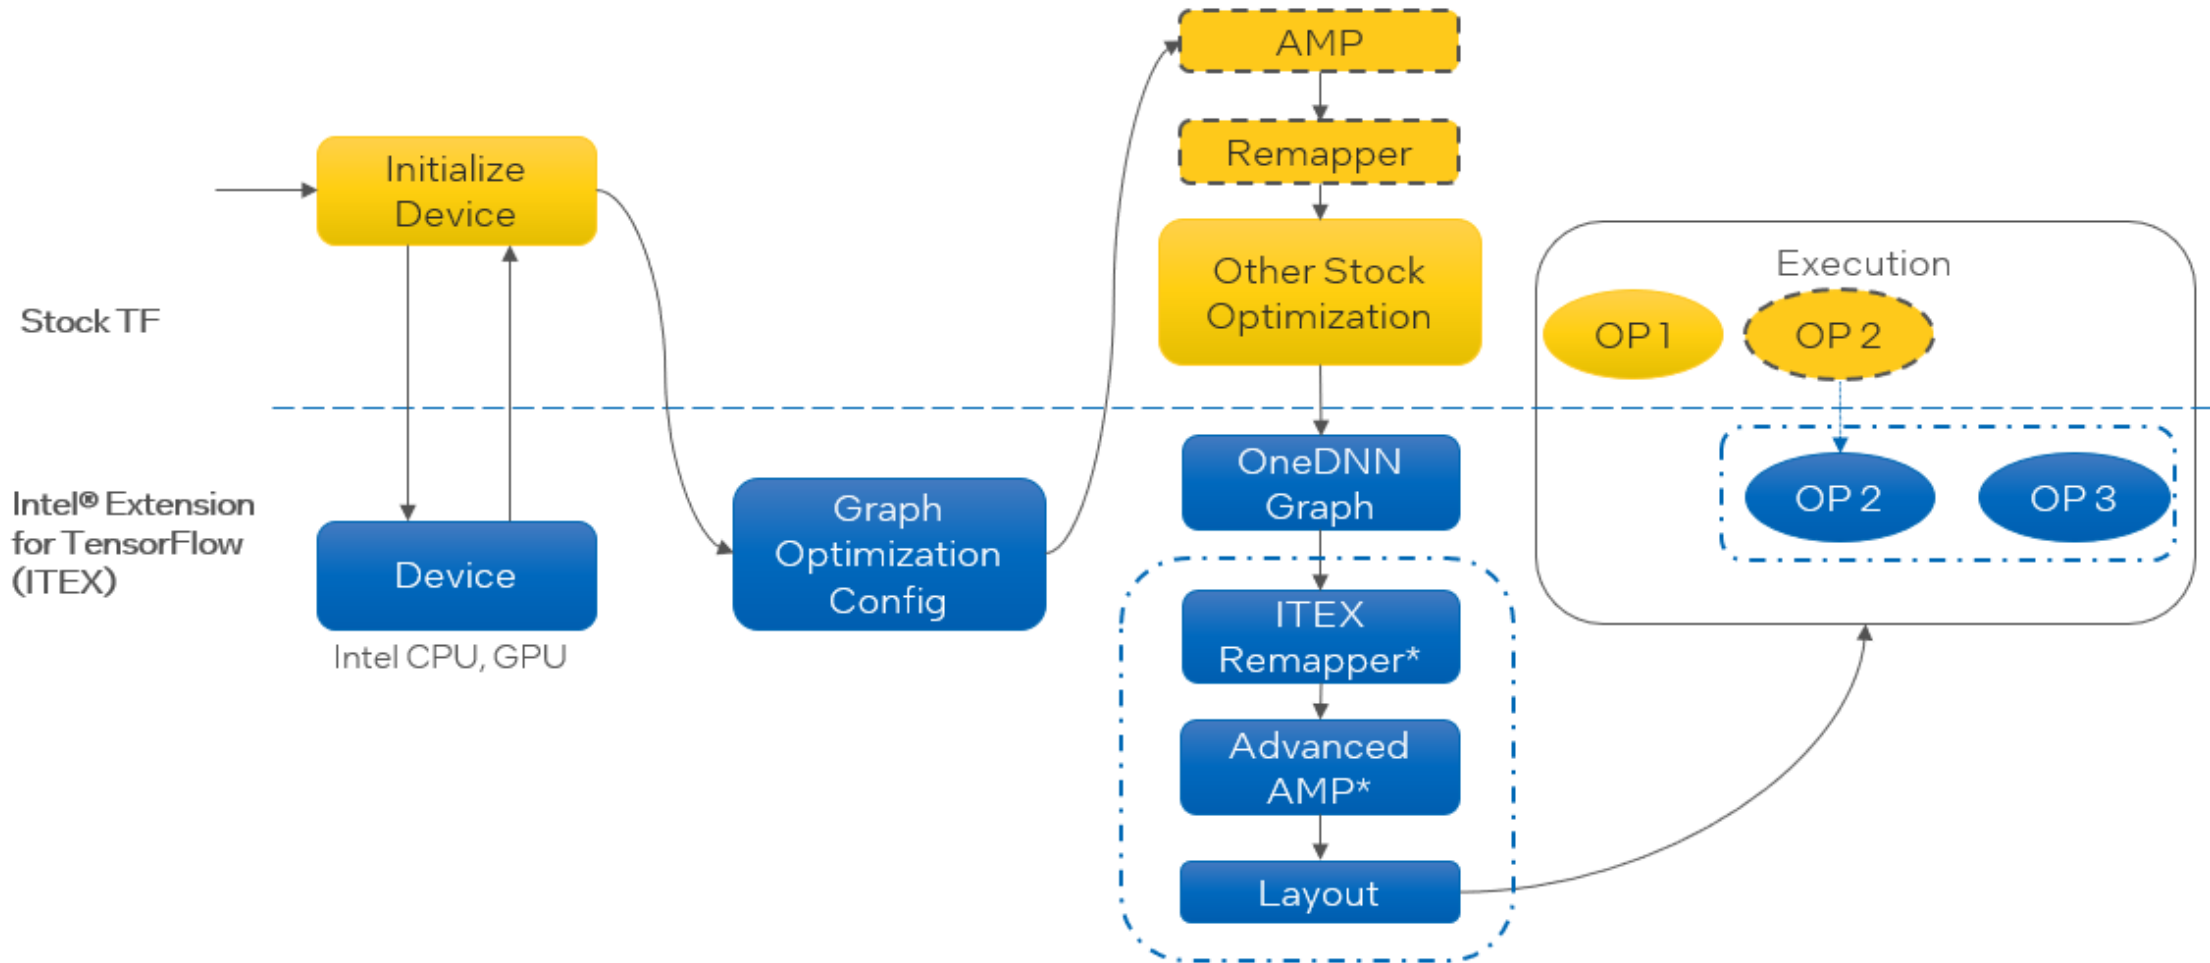 AMP
Remapper
Initialize
Device
Other Stock
Optimization
Execution
OP 1
OP 2
Stock TF
OneDNN
Graph
OP 2
OP 3
Intel® Extension
for TensorFlow
(ITEX)
Graph
Optimization
Config
Device
Intel CPU, GPU
ITEX
Remapper*
Advanced
AMP*
Layout